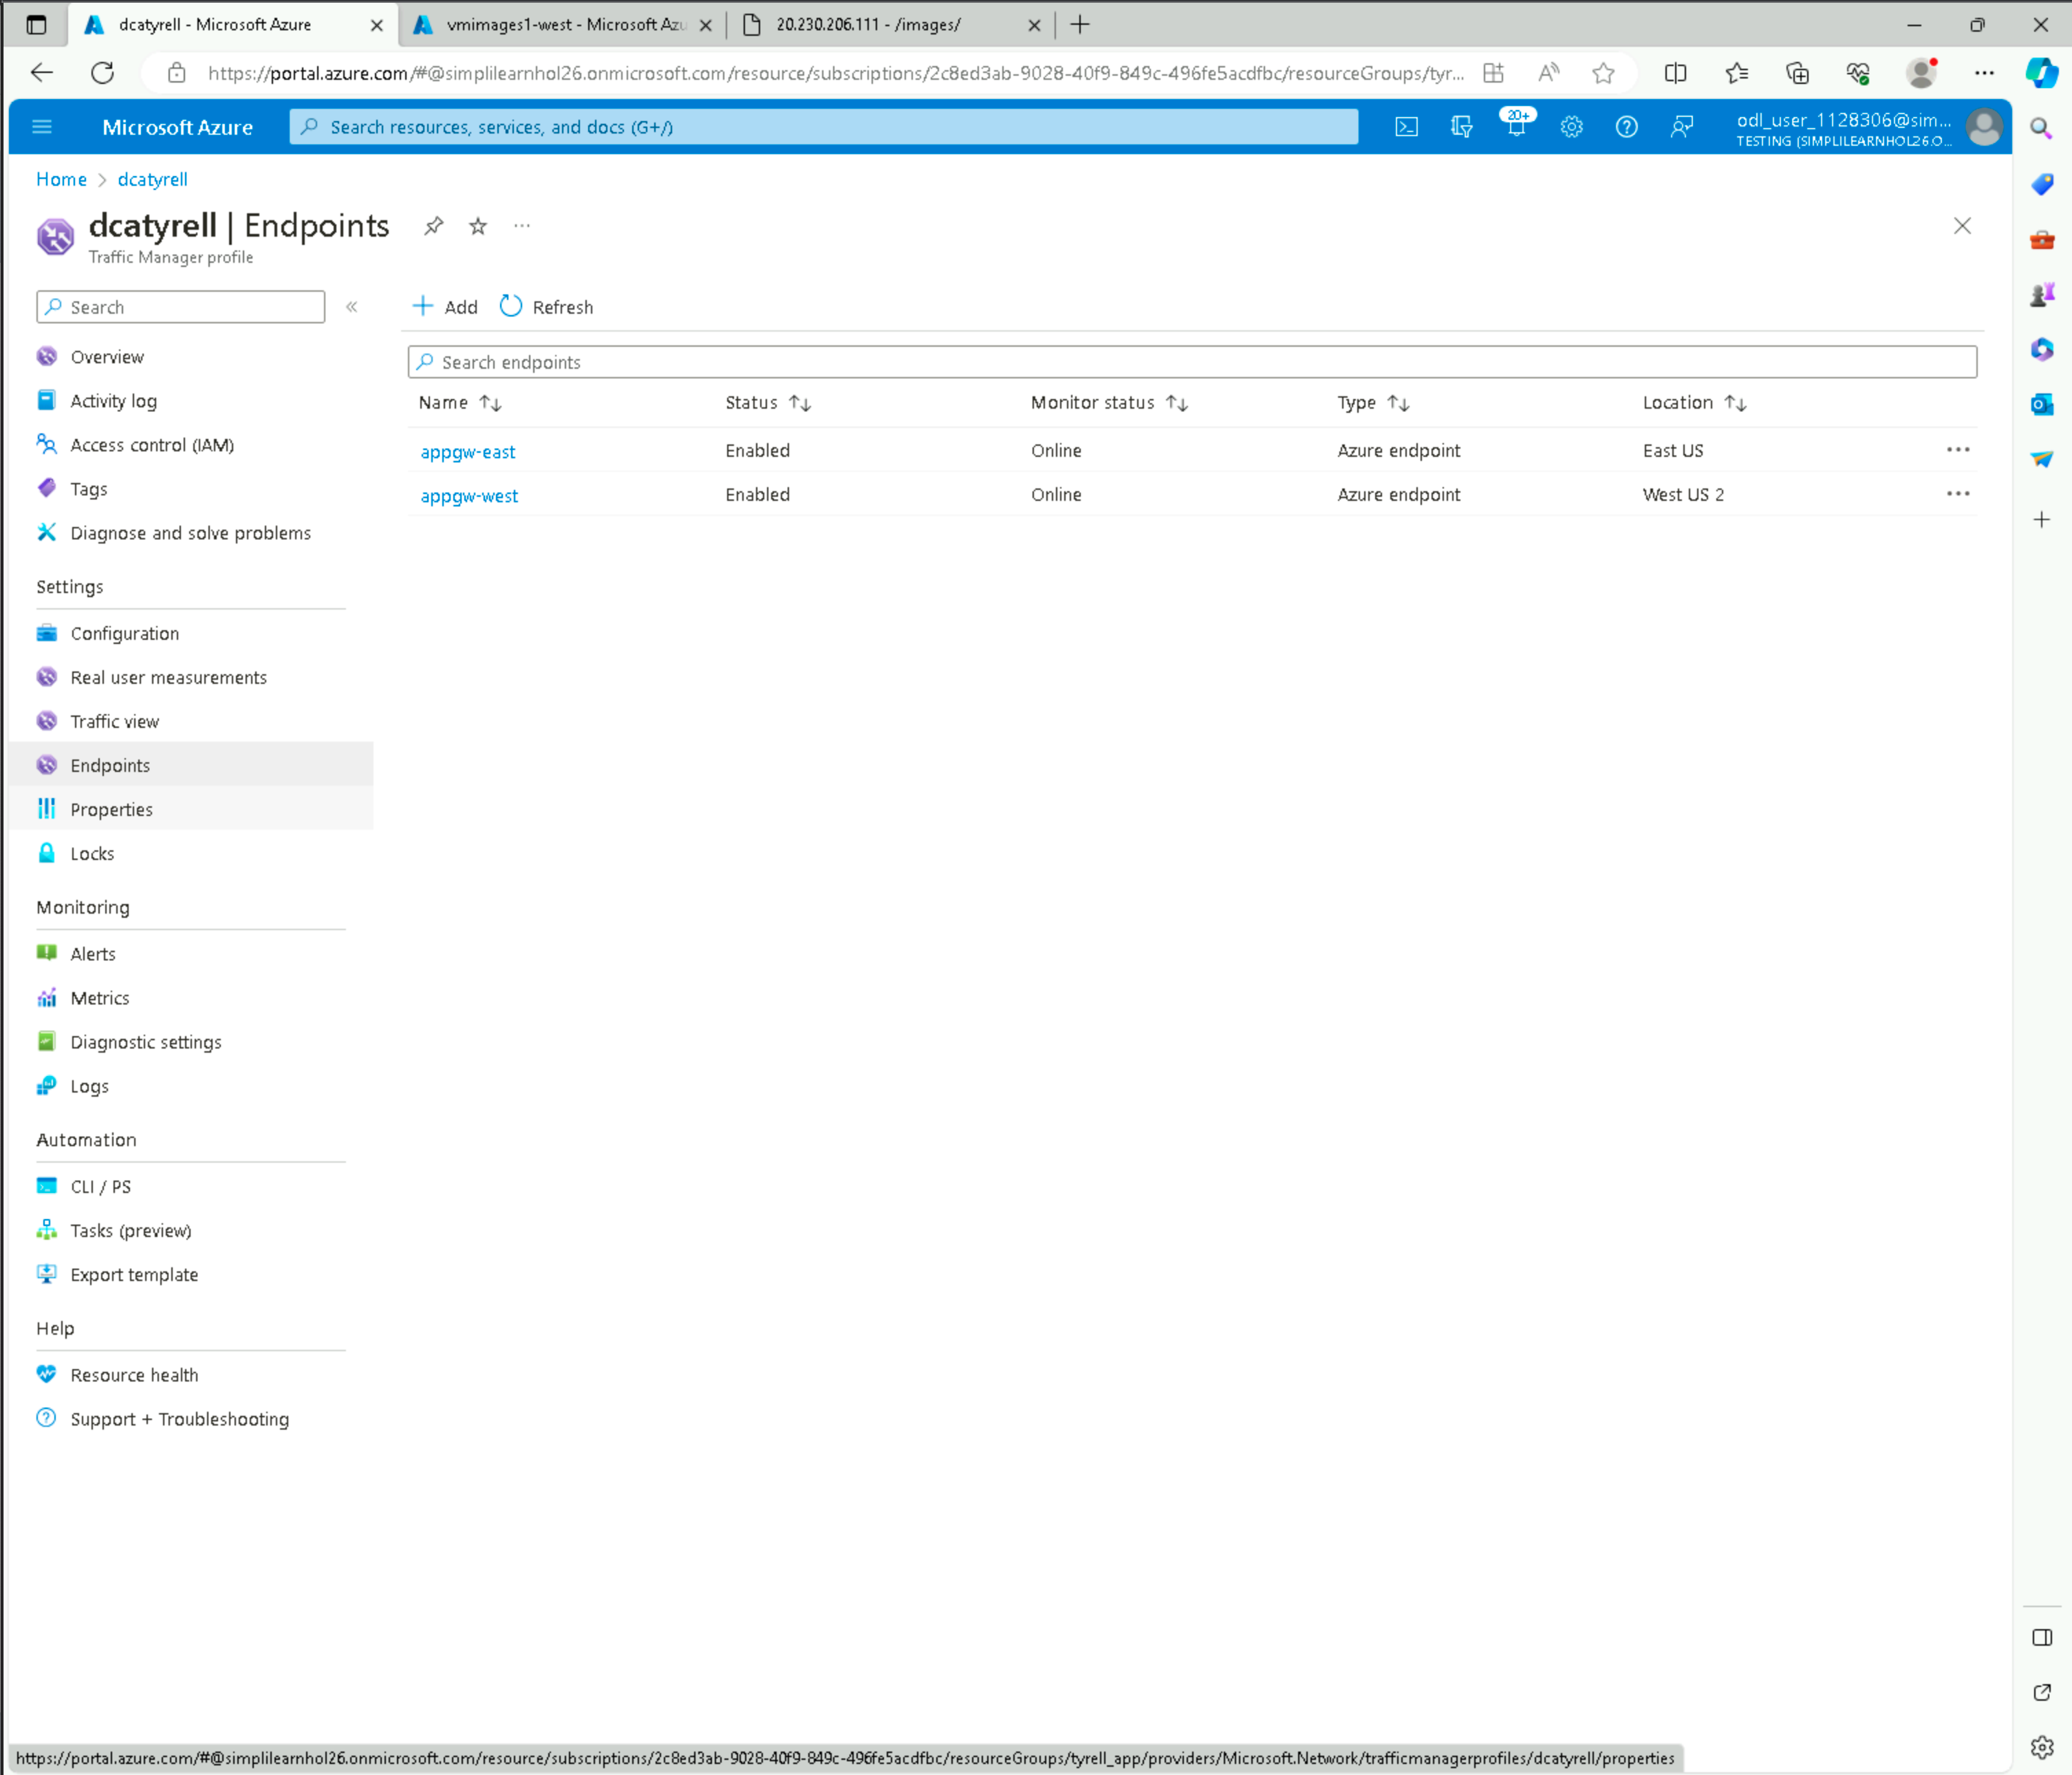 dcatyrell - Microsoft Azure
vmimages1-west - Microsoft Azu
20.230.206.111 - /images/
https://portal.azure.com/#@simplilearnhol26.onmicrosoft.com/resource/subscriptions/2c8ed3ab-9028-40f9-849c-496fe5acdfbc/resourceGroups/tyr...
Microsoft Azure
Search resources, services, and docs (G+/)
20+
odl_user_1128306@sim...
TESTING (SIMPLILEARNHOL26.O...
Home > dcatyrell
dcatyrell | Endpoints
Traffic Manager profile
Search
Add Refresh
Search endpoints
Name Status Monitor status Type Location
appgw-east Enabled Online Azure endpoint East US
appgw-west Enabled Online Azure endpoint West US 2
Overview
Activity log
Access control (IAM)
Tags
Diagnose and solve problems
Settings
Configuration
Real user measurements
Traffic view
Endpoints
Properties
Locks
Monitoring
Alerts
Metrics
Diagnostic settings
Logs
Automation
CLI / PS
Tasks (preview)
Export template
Help
Resource health
Support + Troubleshooting
https://portal.azure.com/#@simplilearnhol26.onmicrosoft.com/resource/subscriptions/2c8ed3ab-9028-40f9-849c-496fe5acdfbc/resourceGroups/tyrell_app/providers/Microsoft.Network/trafficmanagerprofiles/dcatyrell/properties